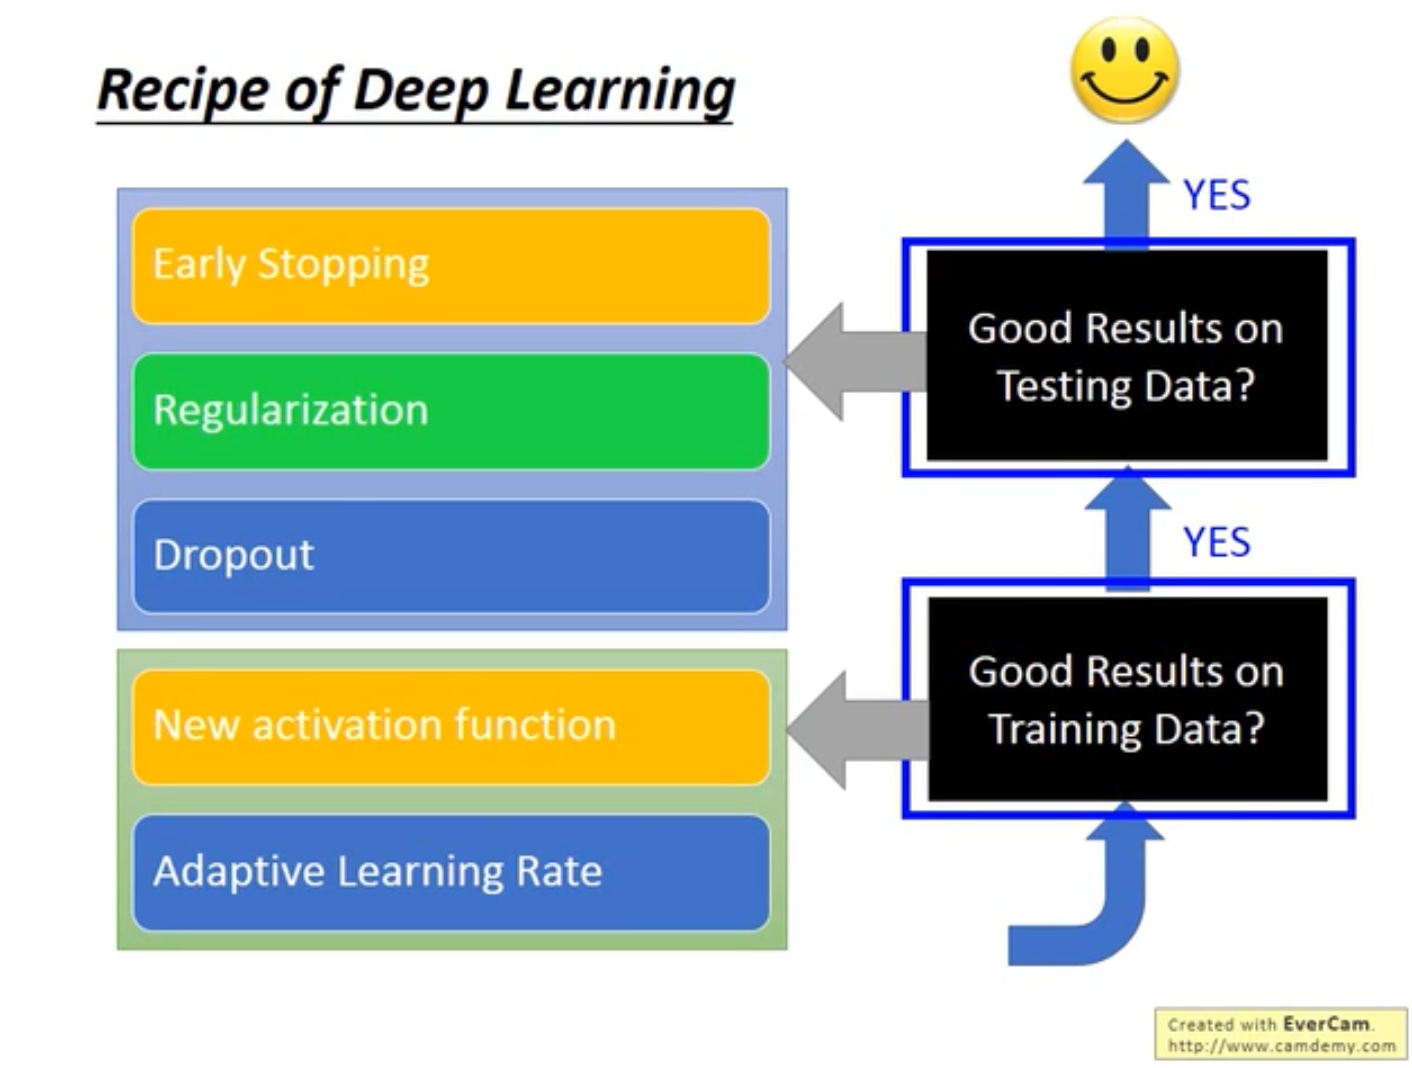 Recipe of Deep Learning
YES
Early Stopping
Good Results on
Testing Data?
Regularization
Dropout
YES
New activation function
Good Results on
Training Data?
Adaptive Learning Rate
Created with EverCam.
http://www.camdemy.com